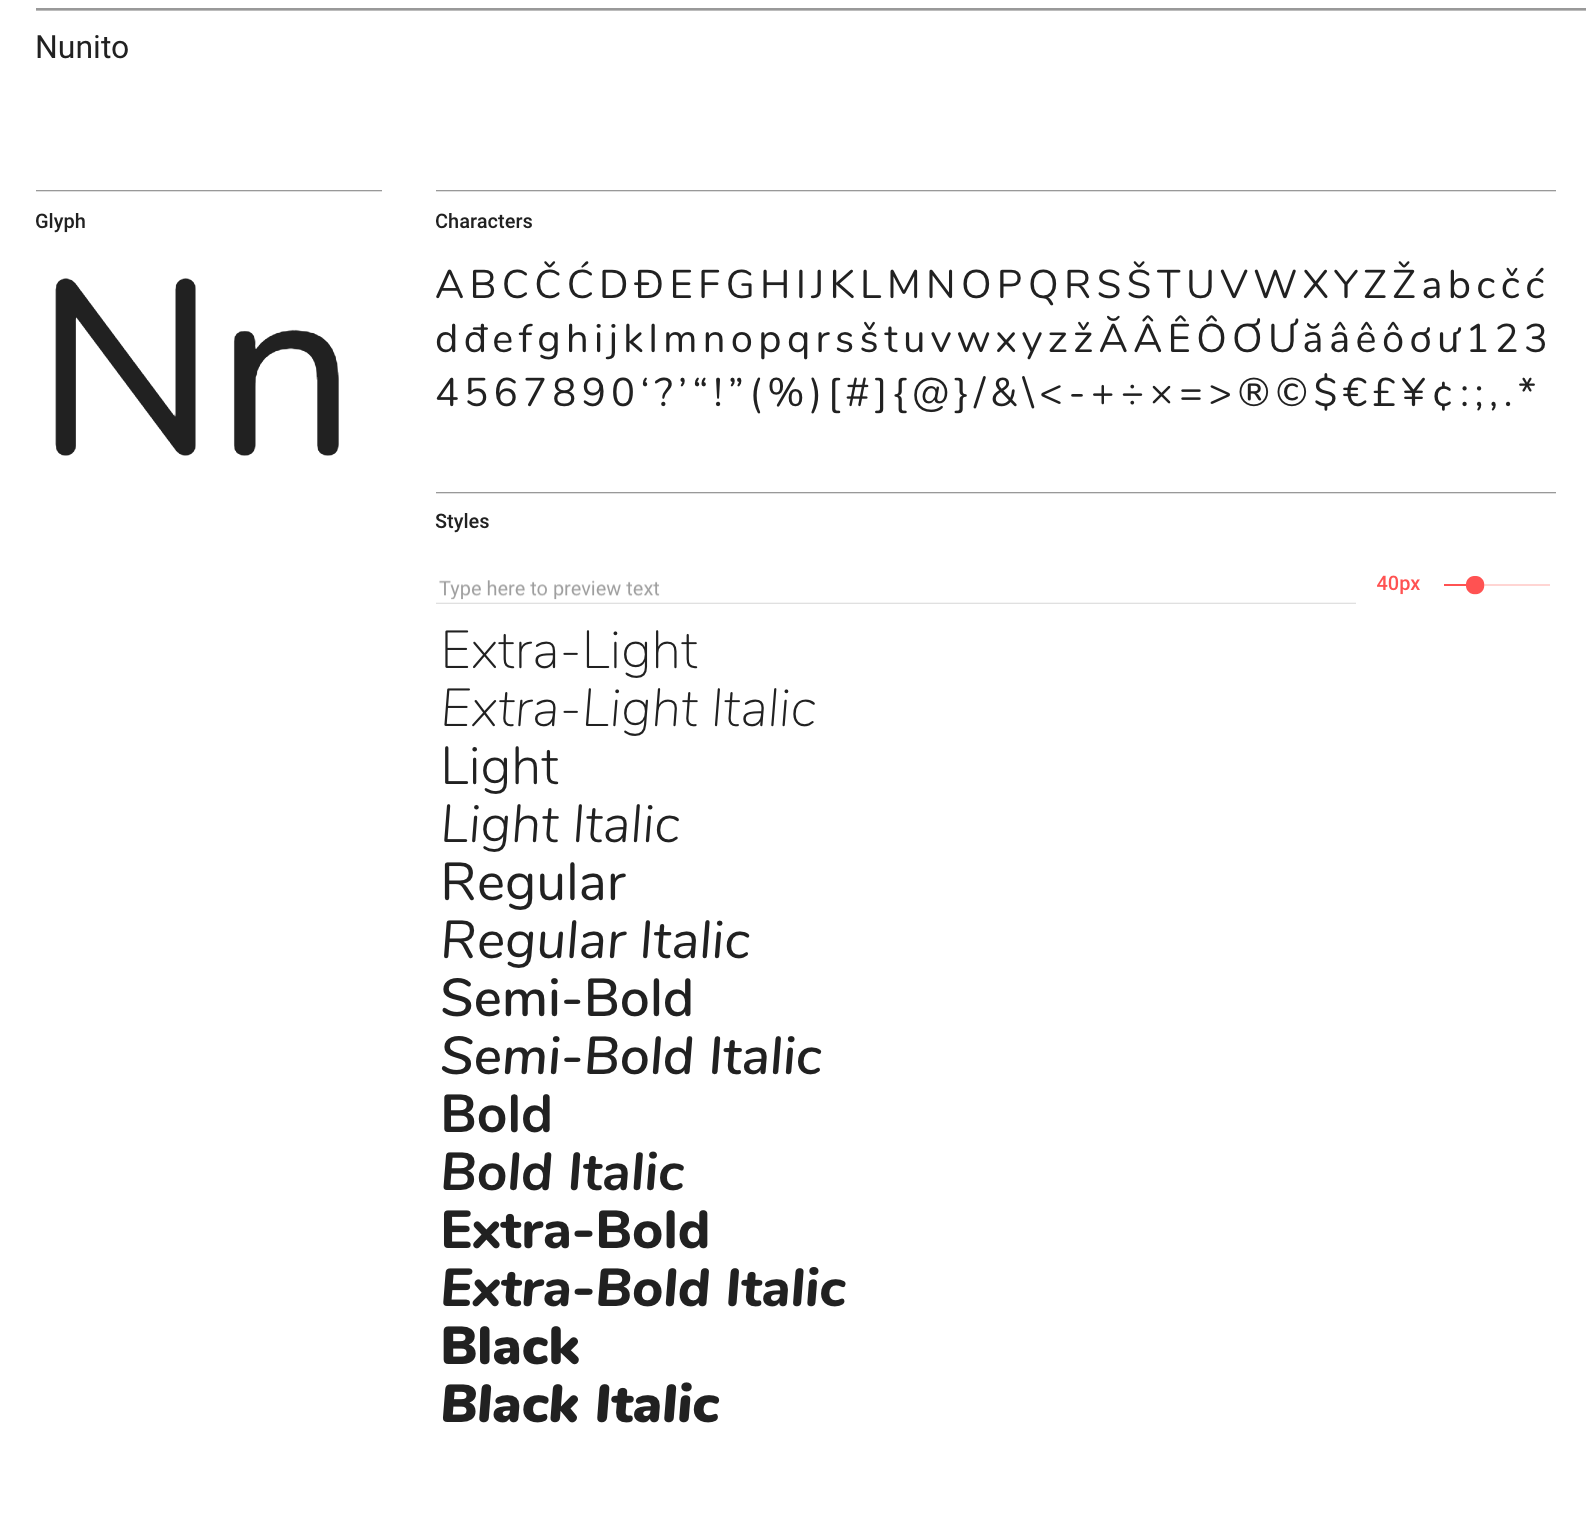 Nunito
Glyph
Nn
Characters
ABCČĆDĐEFGHIJKLMNOPQRSŠTUVWXYZŽabcčć
dđefghijklmnopqrsštuvwxyzžĂÂÊÔƠƯăâêôơư123
4567890‘?’“!”(%)[#]{@}/&\<-+÷×=>®©$€£¥¢:;,.*
Styles
Type here to preview text
40px
Extra-Light
Extra-Light Italic
Light
Light Italic
Regular
Regular Italic
Semi-Bold
Semi-Bold Italic
Bold
Bold Italic
Extra-Bold
Extra-Bold Italic
Black
Black Italic